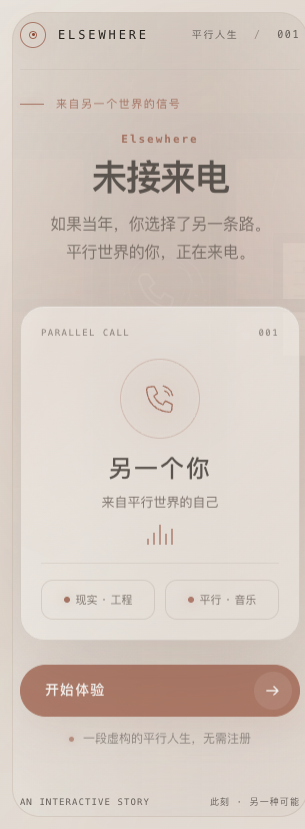 ELSEWHERE 平行人生 / 001
来自另一个世界的信号
Elsewhere
未接来电
如果当年，你选择了另一条路。
平行世界的你，正在来电。
PARALLEL CALL 001
另一个你
来自平行世界的自己
现实 · 工程 平行 · 音乐
开始体验
一段虚构的平行人生，无需注册
AN INTERACTIVE STORY 此刻 · 另一种可能